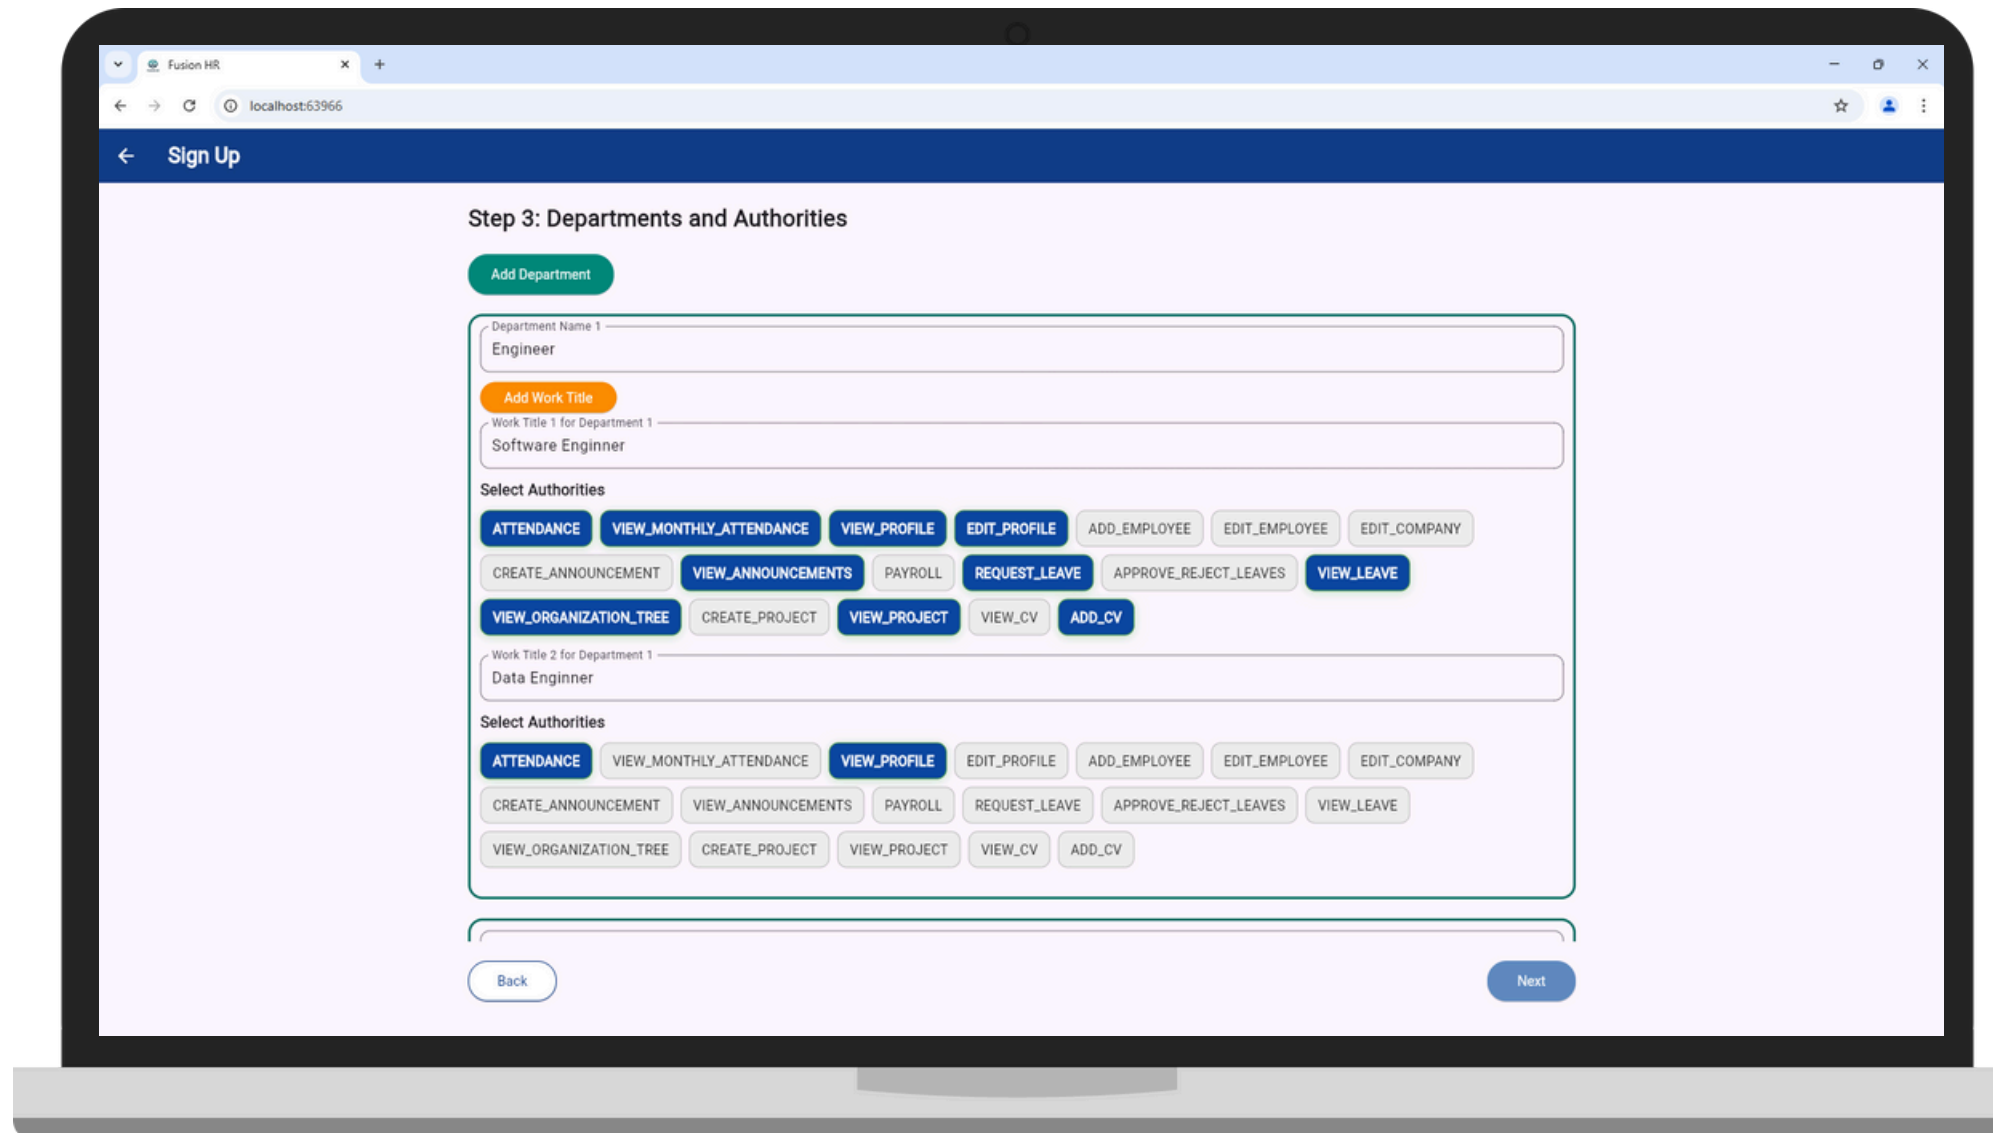 Fusion HR
localhost:63966
Sign Up
Step 3: Departments and Authorities
Add Department
Department Name 1
Engineer
Add Work Title
Work Title 1 for Department 1
Software Enginner
Select Authorities
ATTENDANCE VIEW_MONTHLY_ATTENDANCE VIEW_PROFILE EDIT_PROFILE ADD_EMPLOYEE EDIT_EMPLOYEE EDIT_COMPANY
CREATE_ANNOUNCEMENT VIEW_ANNOUNCEMENTS PAYROLL REQUEST_LEAVE APPROVE_REJECT_LEAVES VIEW_LEAVE
VIEW_ORGANIZATION_TREE CREATE_PROJECT VIEW_PROJECT VIEW_CV ADD_CV
Work Title 2 for Department 1
Data Enginner
Select Authorities
ATTENDANCE VIEW_MONTHLY_ATTENDANCE VIEW_PROFILE EDIT_PROFILE ADD_EMPLOYEE EDIT_EMPLOYEE EDIT_COMPANY
CREATE_ANNOUNCEMENT VIEW_ANNOUNCEMENTS PAYROLL REQUEST_LEAVE APPROVE_REJECT_LEAVES VIEW_LEAVE
VIEW_ORGANIZATION_TREE CREATE_PROJECT VIEW_PROJECT VIEW_CV ADD_CV
Back Next